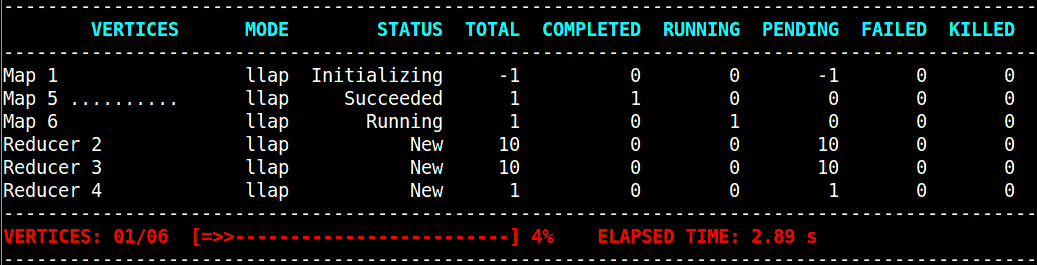 ----------------------------------------------------------------------------------------------
VERTICES MODE STATUS TOTAL COMPLETED RUNNING PENDING FAILED KILLED
----------------------------------------------------------------------------------------------
Map 1 llap Initializing -1 0 0 -1 0 0
Map 5 .......... llap Succeeded 1 1 0 0 0 0
Map 6 llap Running 1 0 1 0 0 0
Reducer 2 llap New 10 0 0 10 0 0
Reducer 3 llap New 10 0 0 10 0 0
Reducer 4 llap New 1 0 0 1 0 0
----------------------------------------------------------------------------------------------
VERTICES: 01/06 [=>>-------------------------] 4% ELAPSED TIME: 2.89 s
----------------------------------------------------------------------------------------------